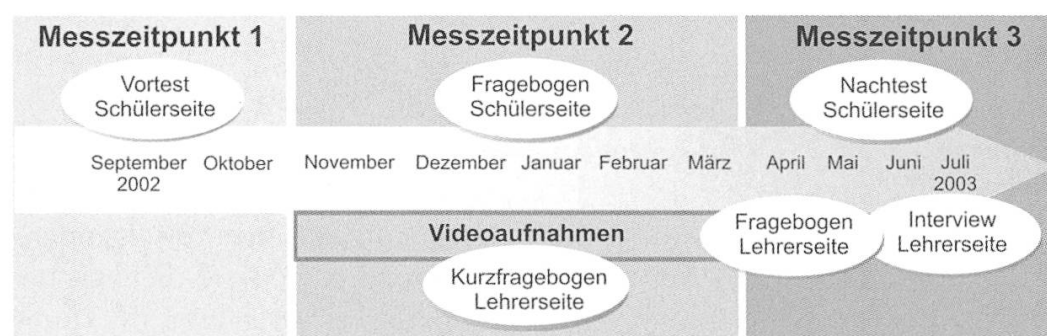 Messzeitpunkt 1
Messzeitpunkt 2
Messzeitpunkt 3
Vortest
Schülerseite
Fragebogen
Schülerseite
Nachtest
Schülerseite
September Oktober November Dezember Januar Februar März April Mai Juni Juli
2002
2003
Videoaufnahmen
Fragebogen
Lehrerseite
Interview
Lehrerseite
Kurzfragebogen
Lehrerseite